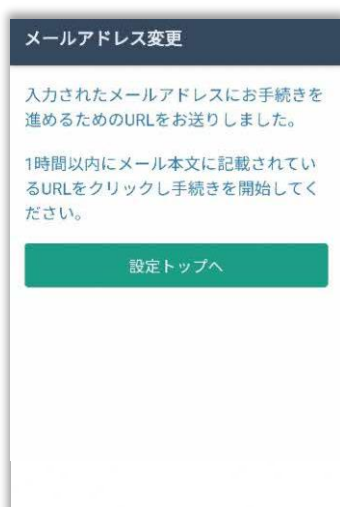 メールアドレス変更
入力されたメールアドレスにお手続きを
進めるためのURLをお送りしました。
1時間以内にメール本文に記載されてい
るURLをクリックし手続きを開始してく
ださい。
設定トップへ